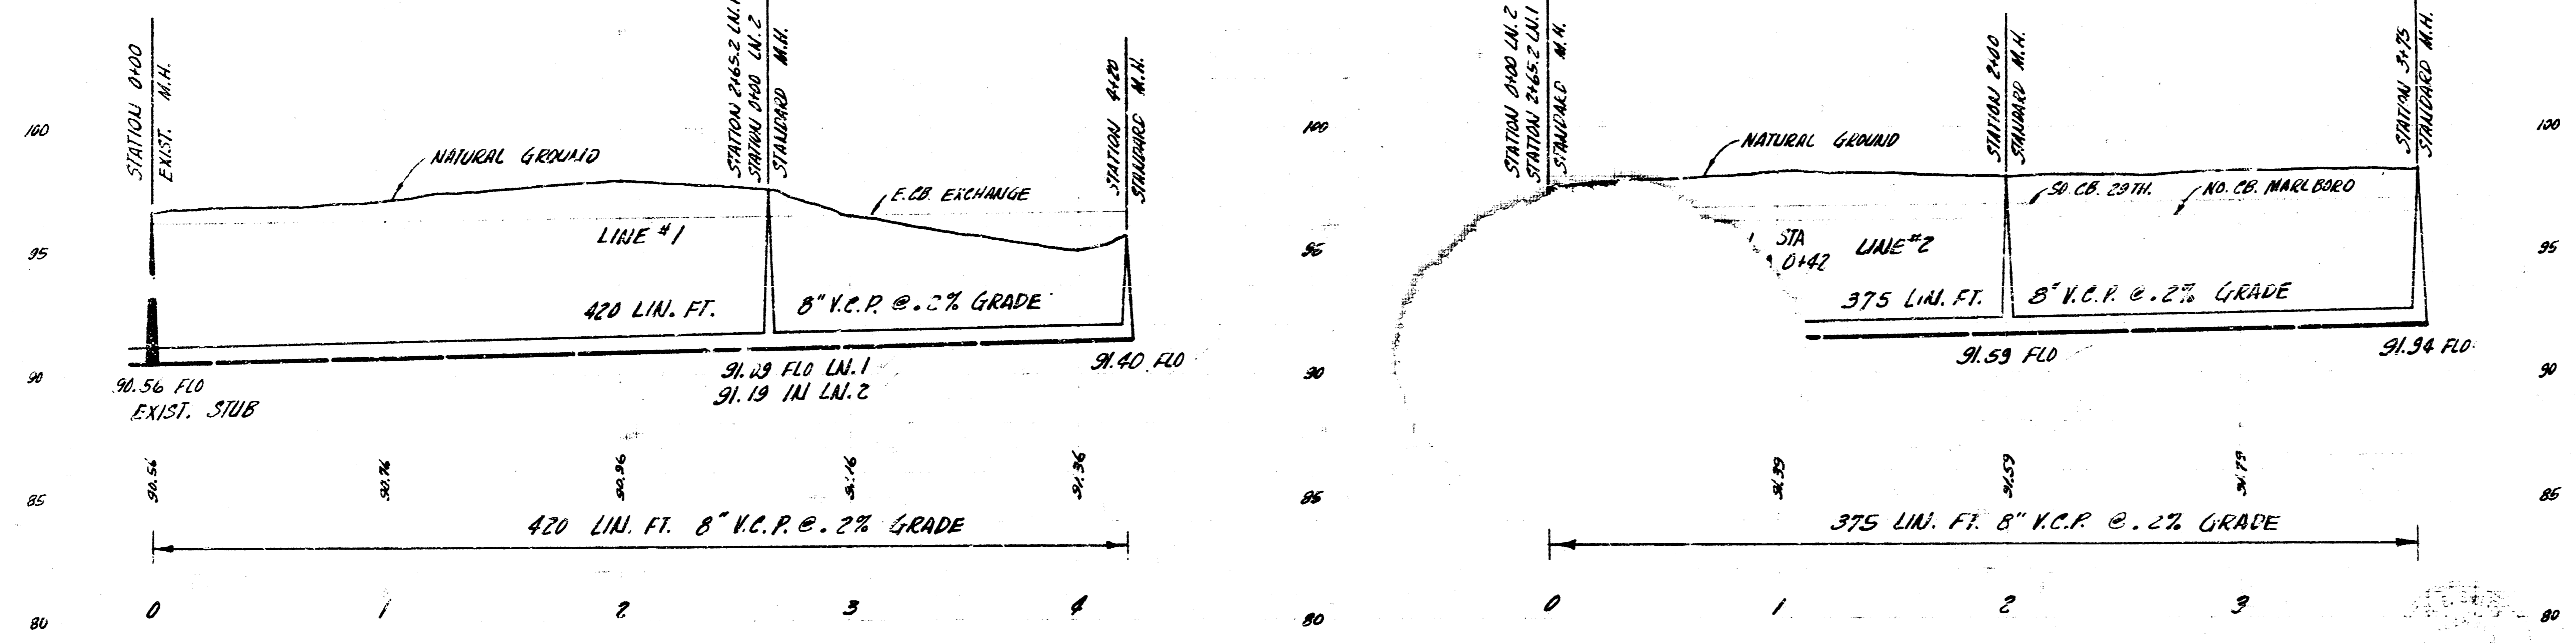 STATION 0+00
EXIST. M.H.
STATION 2+65.2 LN.1
STATION 0+00 LN. 2
STANDARD M.H.
STATION 4+20
STANDARD M.H.
100
95
90
85
80
NATURAL GROUND
E.CB. EXCHANGE
LINE #1
420 LIN. FT.
8" V.C.P. @ .2% GRADE
90.56 FLO
EXIST. STUB
91.09 FLO LN.1
91.19 IN LN.2
91.40 FLO
90.56
90.76
90.96
91.16
91.36
420 LIN. FT. 8" V.C.P. @ .2% GRADE
0 1 2 3 4
STATION 0+00 LN. 2
STATION 2+65.2 LN.1
STANDARD M.H.
STATION 2+00
STANARD M.H.
STATION 3+75
STANDARD M.H.
100 100
95 95
90 90
85 85
80 80
NATURAL GROUND
SO. CB. 29TH.
NO. CB. MARLBORO
STA
0+42
LINE #2
375 LIN. FT.
8" V.C.P. @ .2% GRADE
91.59 FLO
91.94 FLO
91.39
91.59
91.79
375 LIN. FT. 8" V.C.P. @ .2% GRADE
0 1 2 3